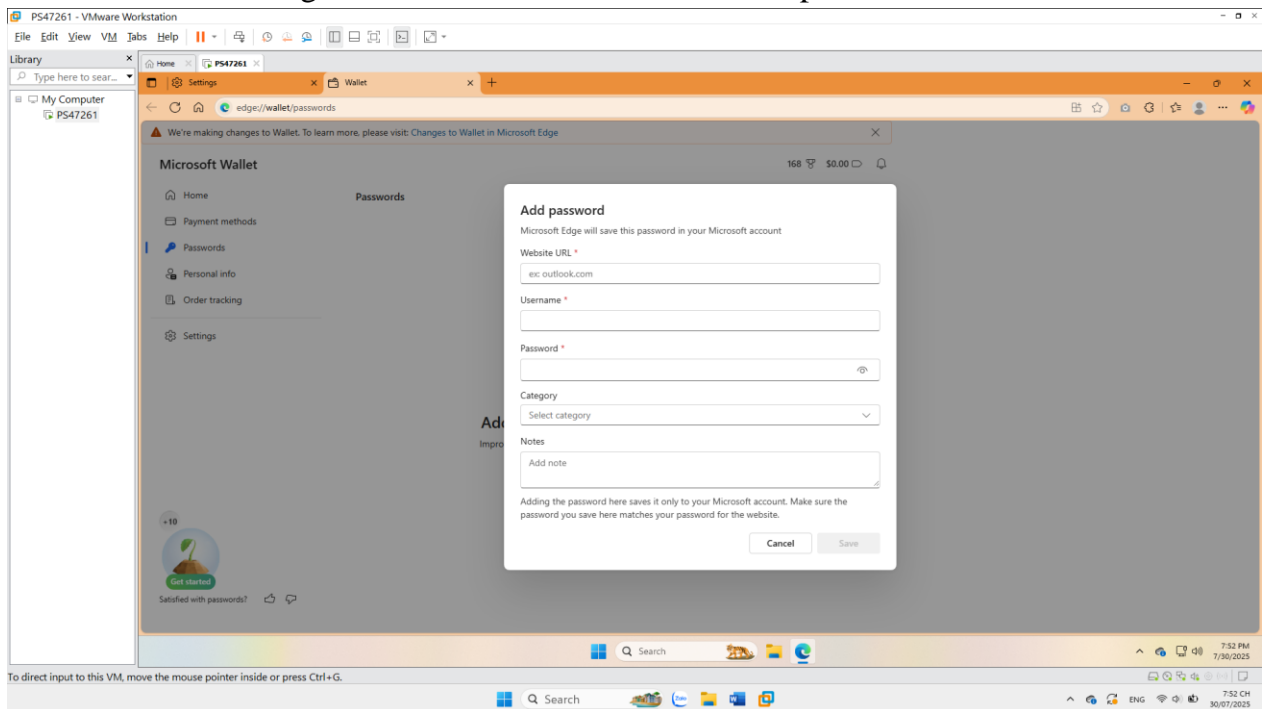 PS47261 - VMware Workstation
File Edit View VM Tabs Help
Library
Home
PS47261
Type here to sear...
My Computer
PS47261
Settings
Wallet
edge://wallet/passwords
We're making changes to Wallet. To learn more, please visit: Changes to Wallet in Microsoft Edge
Microsoft Wallet
168
$0.00
Home
Payment methods
Passwords
Personal info
Order tracking
Settings
Passwords
Add password
Microsoft Edge will save this password in your Microsoft account
Website URL *
ex: outlook.com
Username *
Password *
Category
Select category
Notes
Add note
Adding the password here saves it only to your Microsoft account. Make sure the
password you save here matches your password for the website.
Cancel
Save
+10
Get started
Satisfied with passwords?
Search
7:52 PM
7/30/2025
To direct input to this VM, move the mouse pointer inside or press Ctrl+G.
Search
Zalo
ENG
7:52 CH
30/07/2025